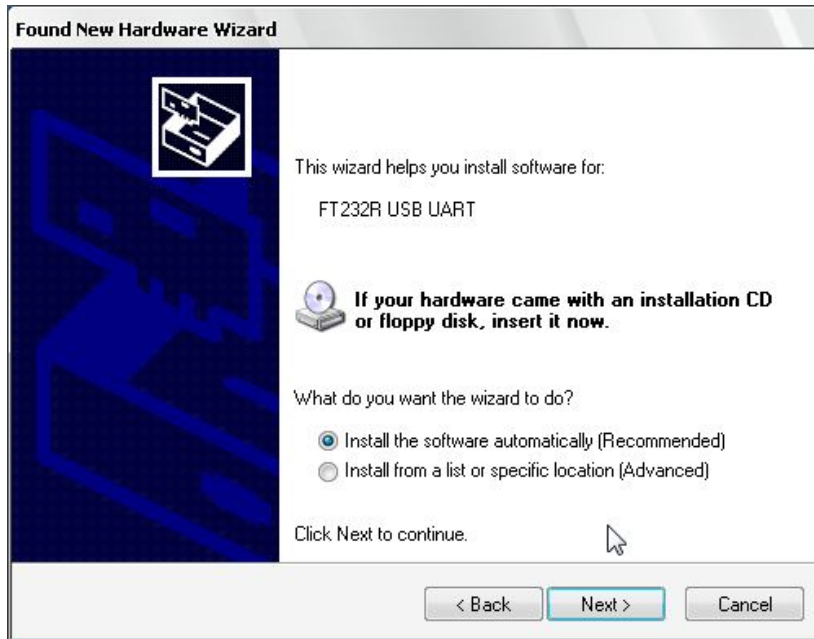 Found New Hardware Wizard
This wizard helps you install software for:
FT232R USB UART
If your hardware came with an installation CD
or floppy disk, insert it now.
What do you want the wizard to do?
Install the software automatically (Recommended)
Install from a list or specific location (Advanced)
Click Next to continue.
< Back
Next >
Cancel